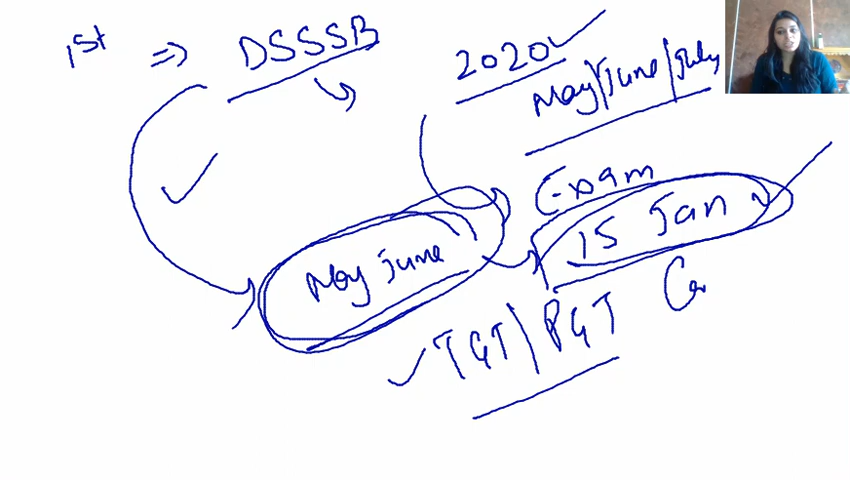 1st ⇒ DSSSB
2020
May/June/July
Exam
15 Jan
May June
TGT/PGT